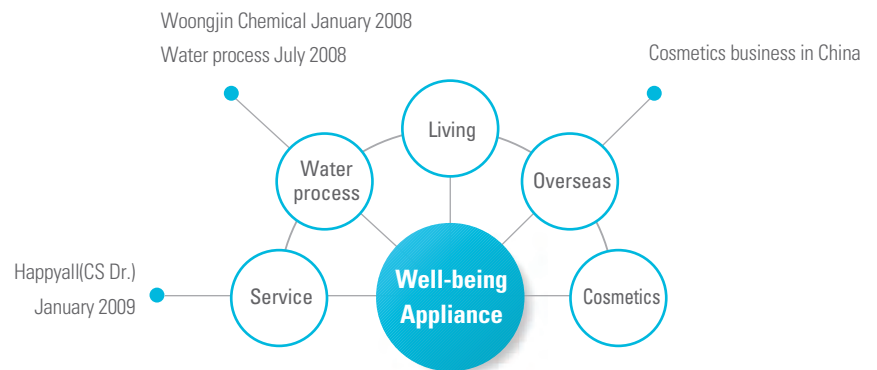 Woongjin Chemical January 2008
Water process July 2008
Cosmetics business in China
Living
Water
process
Overseas
Happyall(CS Dr.)
January 2009
Service
Well-being
Appliance
Cosmetics